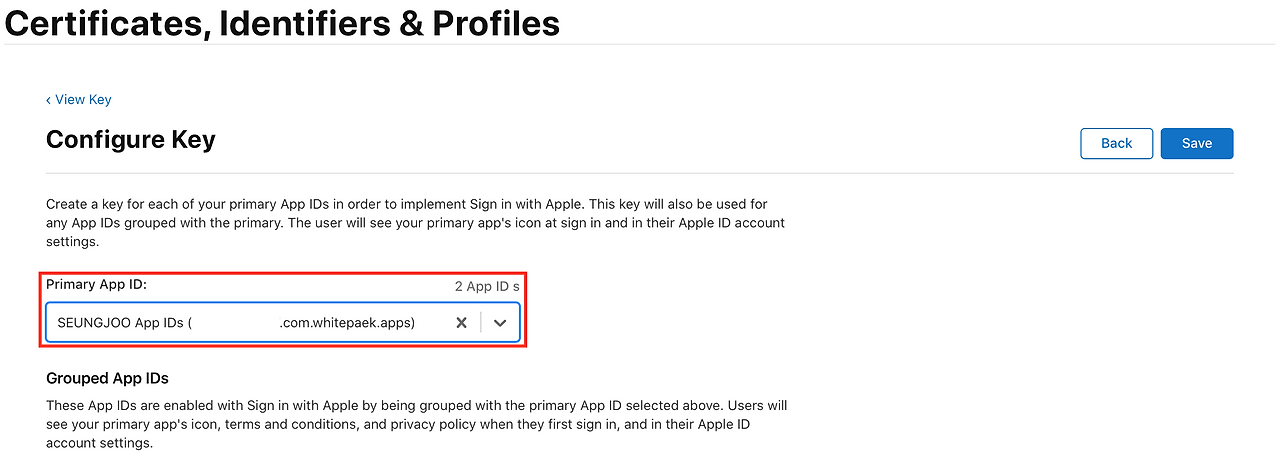 Certificates, Identifiers & Profiles
‹ View Key
Configure Key
Back
Save
Create a key for each of your primary App IDs in order to implement Sign in with Apple. This key will also be used for
any App IDs grouped with the primary. The user will see your primary app's icon at sign in and in their Apple ID account
settings.
Primary App ID:
2 App ID s
SEUNGJOO App IDs ( .com.whitepaek.apps)
Grouped App IDs
These App IDs are enabled with Sign in with Apple by being grouped with the primary App ID selected above. Users will
see your primary app's icon, terms and conditions, and privacy policy when they first sign in, and in their Apple ID
account settings.